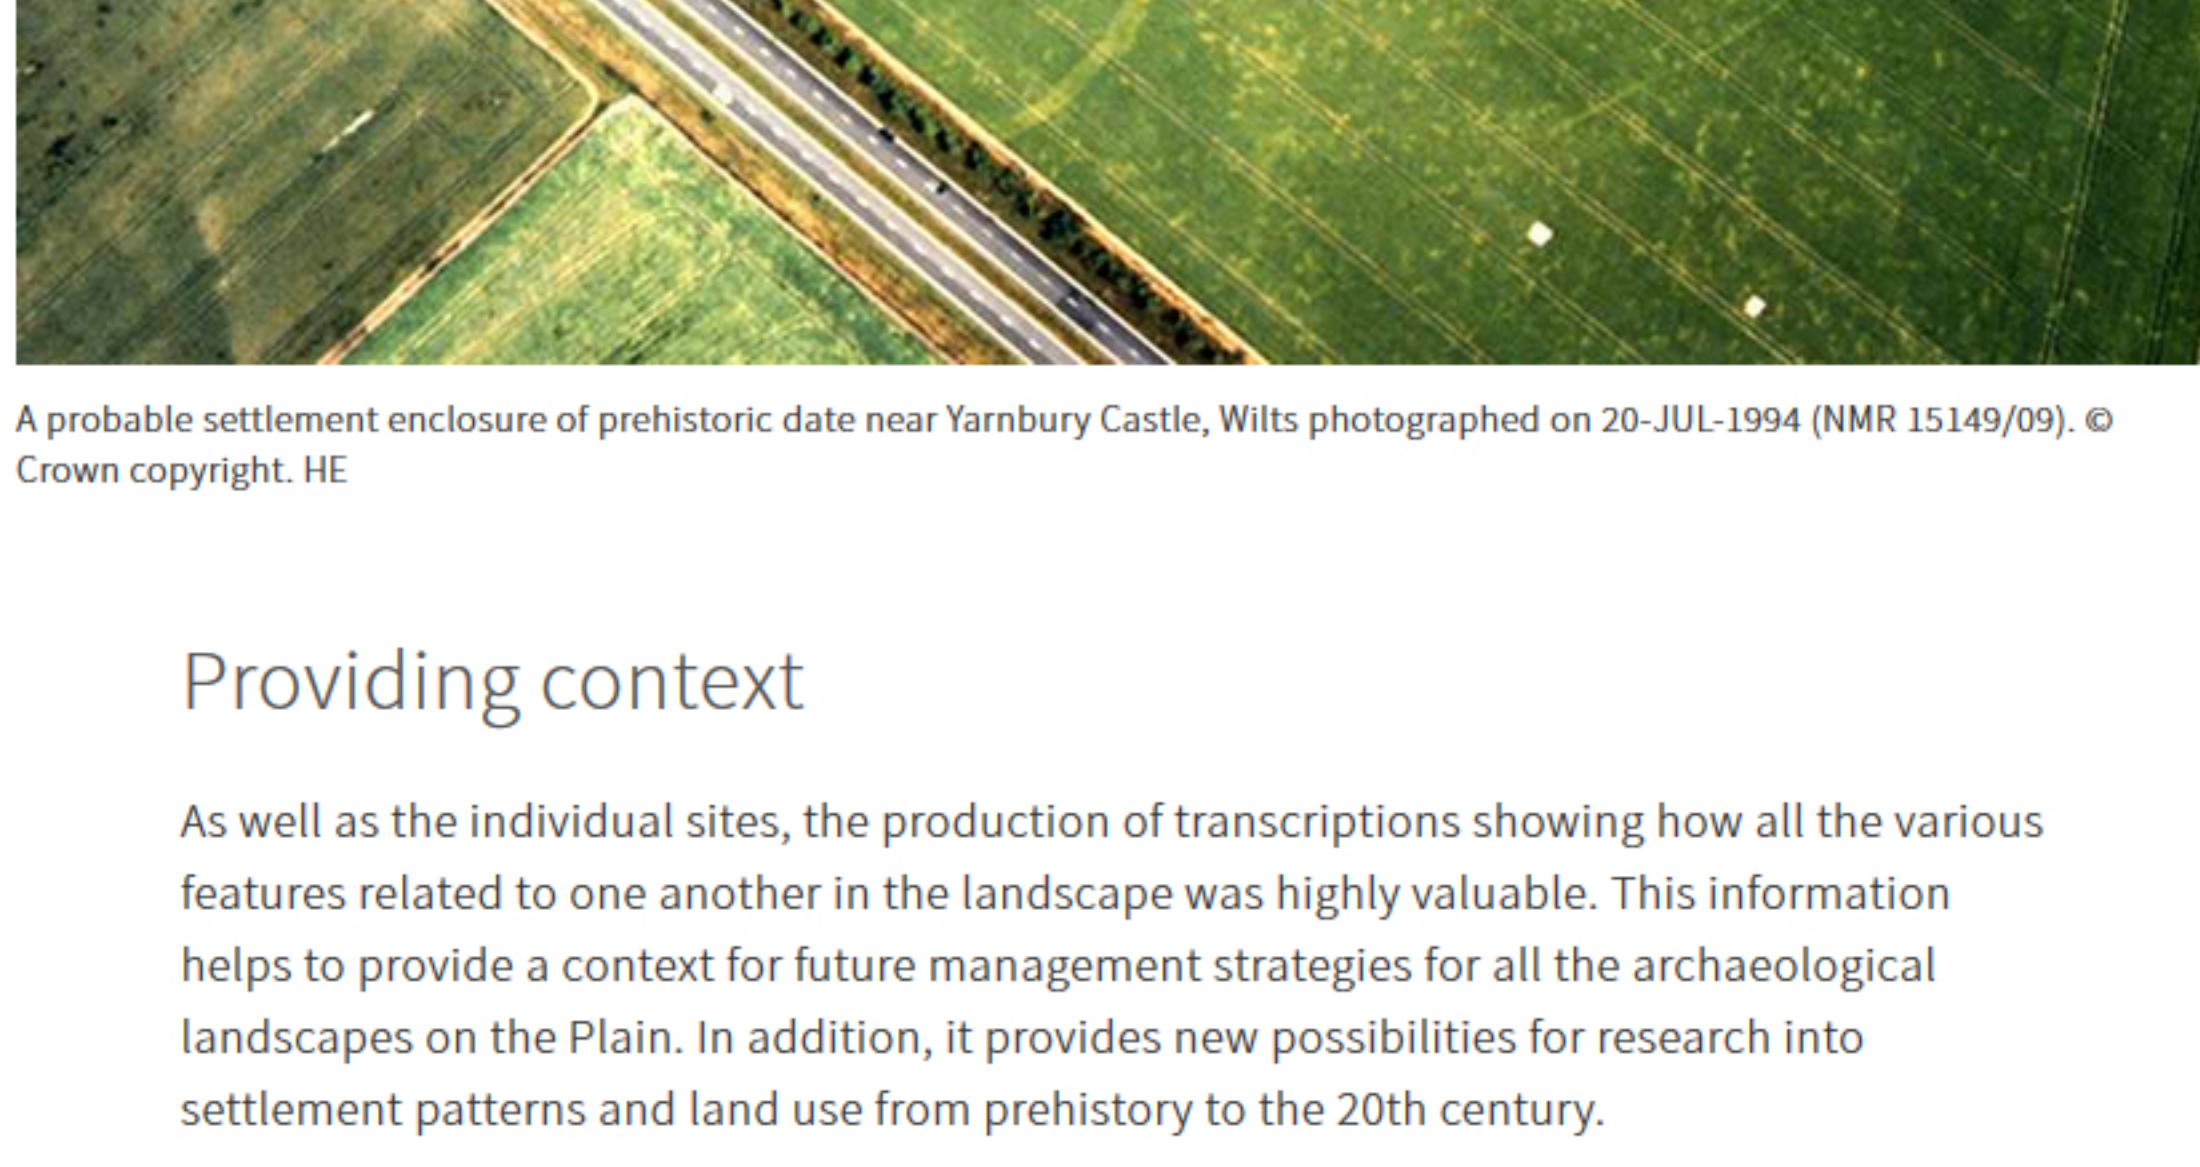 A probable settlement enclosure of prehistoric date near Yarnbury Castle, Wilts photographed on 20-JUL-1994 (NMR 15149/09). ©
Crown copyright. HE
Providing context
As well as the individual sites, the production of transcriptions showing how all the various
features related to one another in the landscape was highly valuable. This information
helps to provide a context for future management strategies for all the archaeological
landscapes on the Plain. In addition, it provides new possibilities for research into
settlement patterns and land use from prehistory to the 20th century.